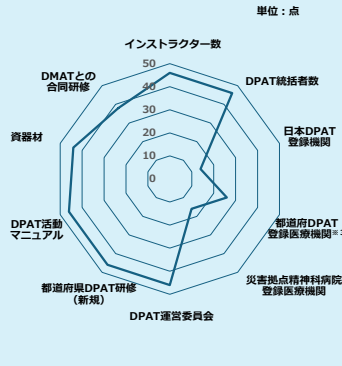 単位：点
インストラクター数
DPAT統括者数
日本DPAT
登録機関
都道府DPAT
登録医療機関※
災害拠点精神科病院
登録医療機関
DPAT運営委員会
都道府県DPAT研修
（新規）
DPAT活動
マニュアル
資器材
DMATとの
合同研修
50
40
30
20
10
0